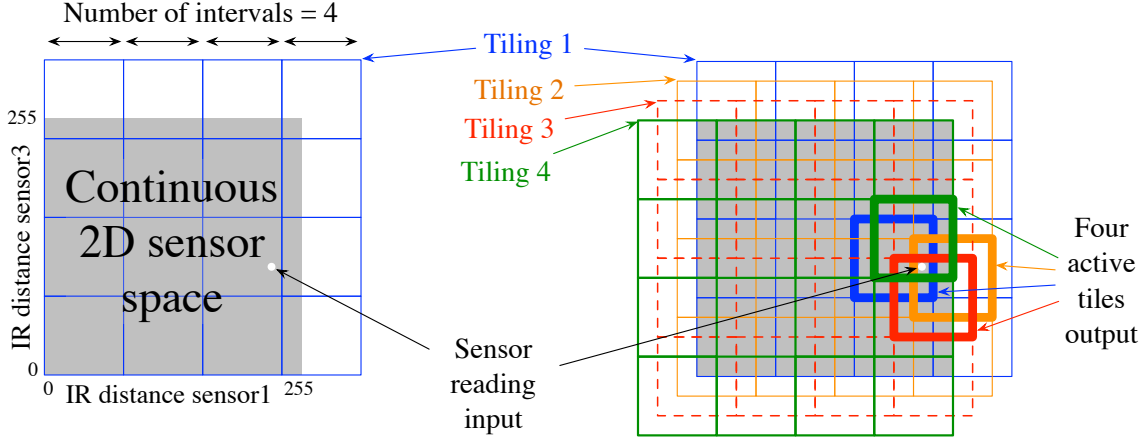 Number of intervals = 4
255
IR distance sensor3
Continuous
2D sensor
space
0
0
IR distance sensor1
255
Tiling 1
Tiling 2
Tiling 3
Tiling 4
Sensor
reading
input
Four
active
tiles
output